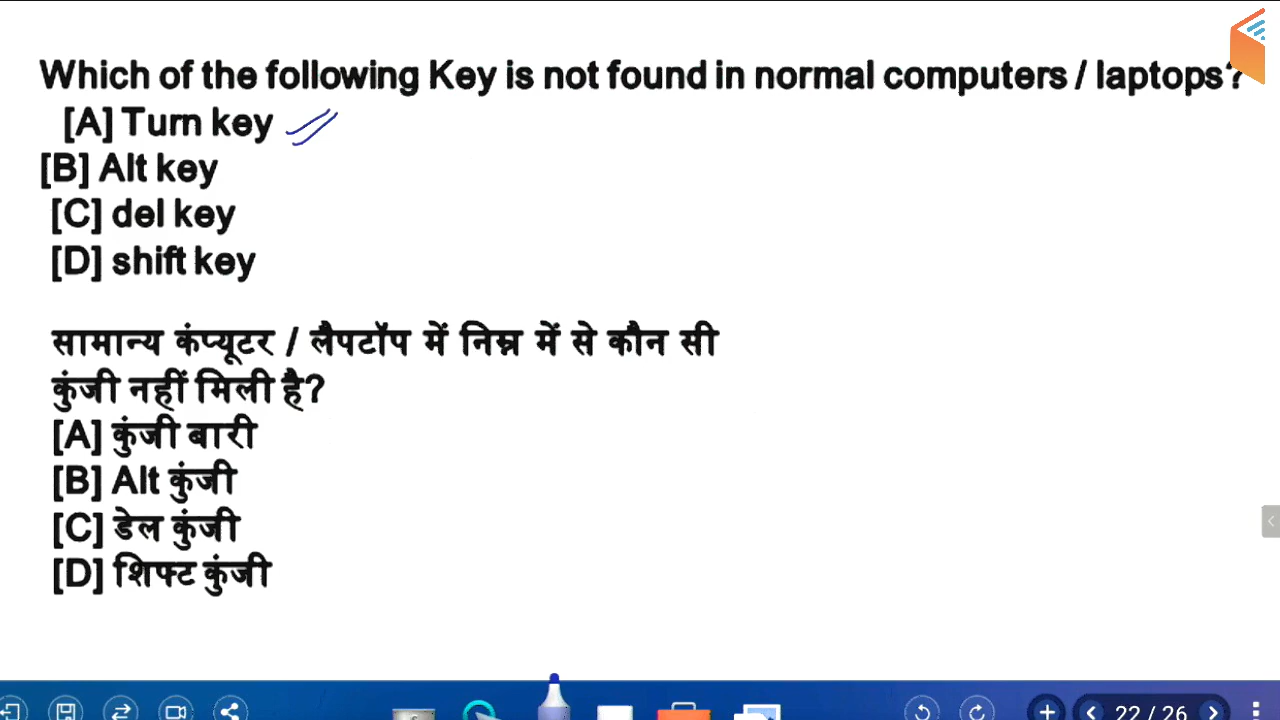 Which of the following Key is not found in normal computers / laptops?
[A] Turn key
[B] Alt key
[C] del key
[D] shift key
सामान्य कंप्यूटर / लैपटॉप में निम्न में से कौन सी
कुंजी नहीं मिली है?
[A] कुंजी बारी
[B] Alt कुंजी
[C] डेल कुंजी
[D] शिफ्ट कुंजी
22 / 26